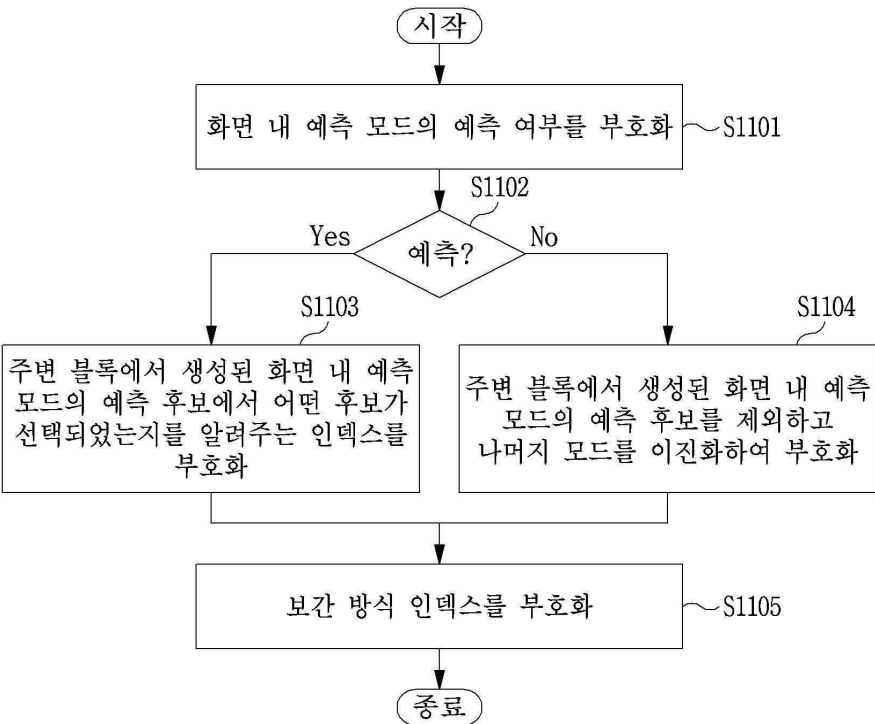 시작
화면 내 예측 모드의 예측 여부를 부호화
S1101
S1102
Yes
예측?
No
S1103
주변 블록에서 생성된 화면 내 예측
모드의 예측 후보에서 어떤 후보가
선택되었는지를 알려주는 인덱스를
부호화
S1104
주변 블록에서 생성된 화면 내 예측
모드의 예측 후보를 제외하고
나머지 모드를 이진화하여 부호화
보간 방식 인덱스를 부호화
S1105
종료